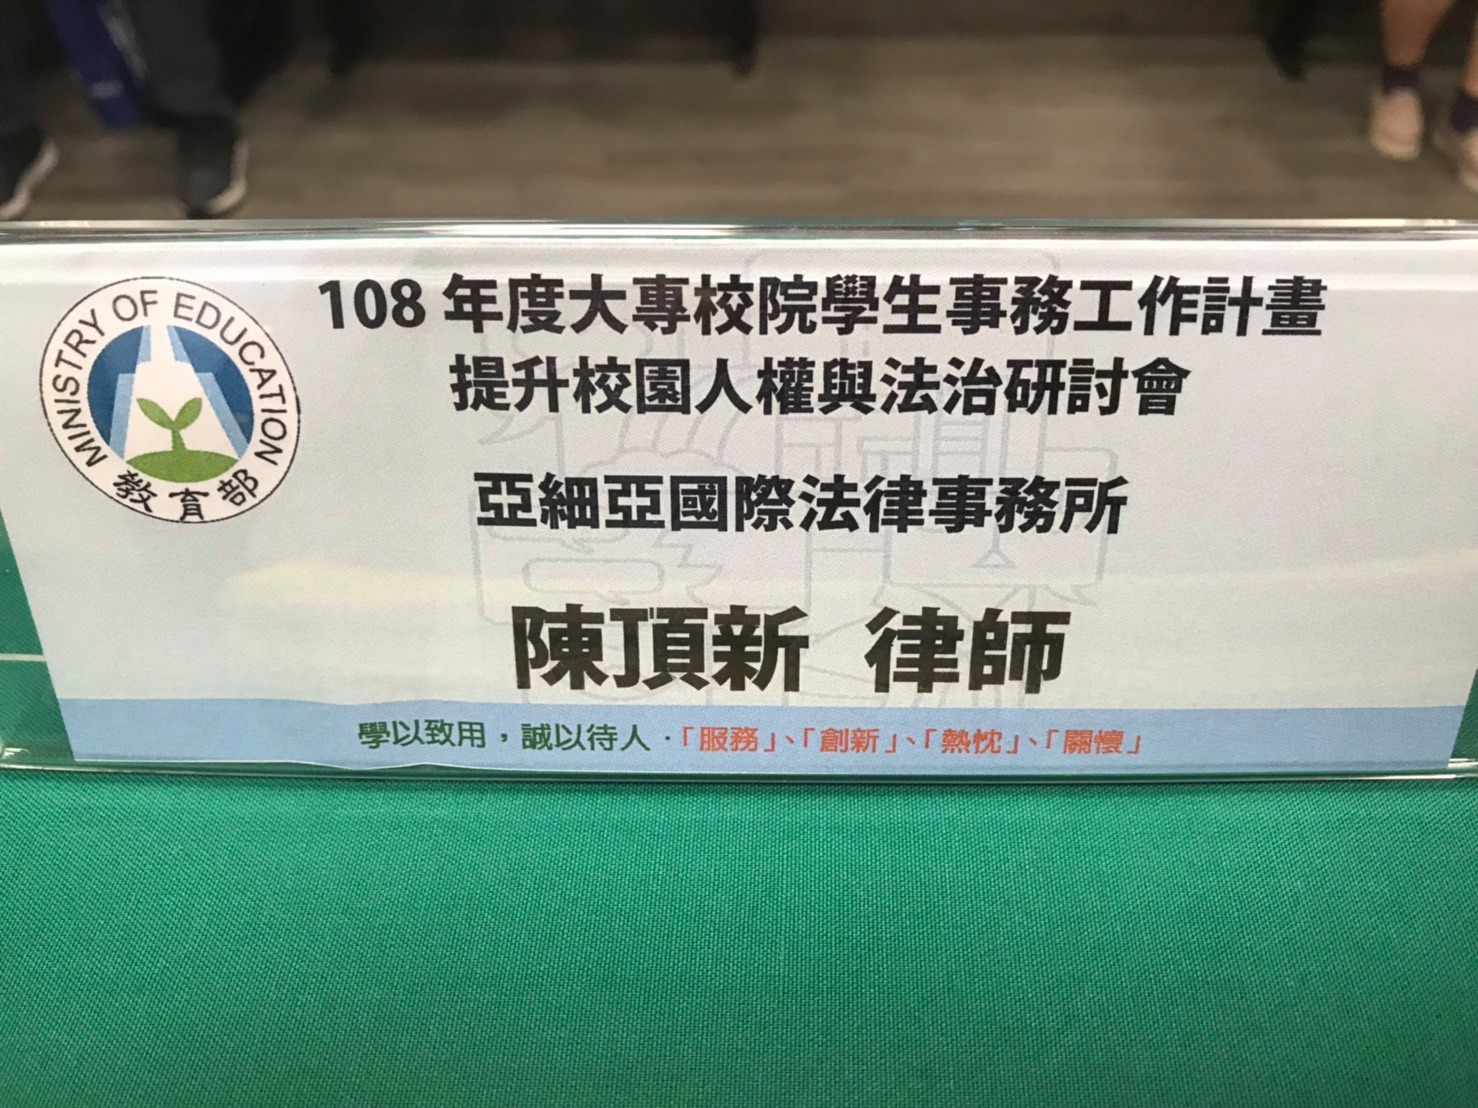 MINISTRY OF EDUCATION
教育部
108 年度大專校院學生事務工作計畫
提升校園人權與法治研討會
亞細亞國際法律事務所
陳頂新 律師
學以致用，誠以待人・「服務」、「創新」、「熱忱」、「關懷」